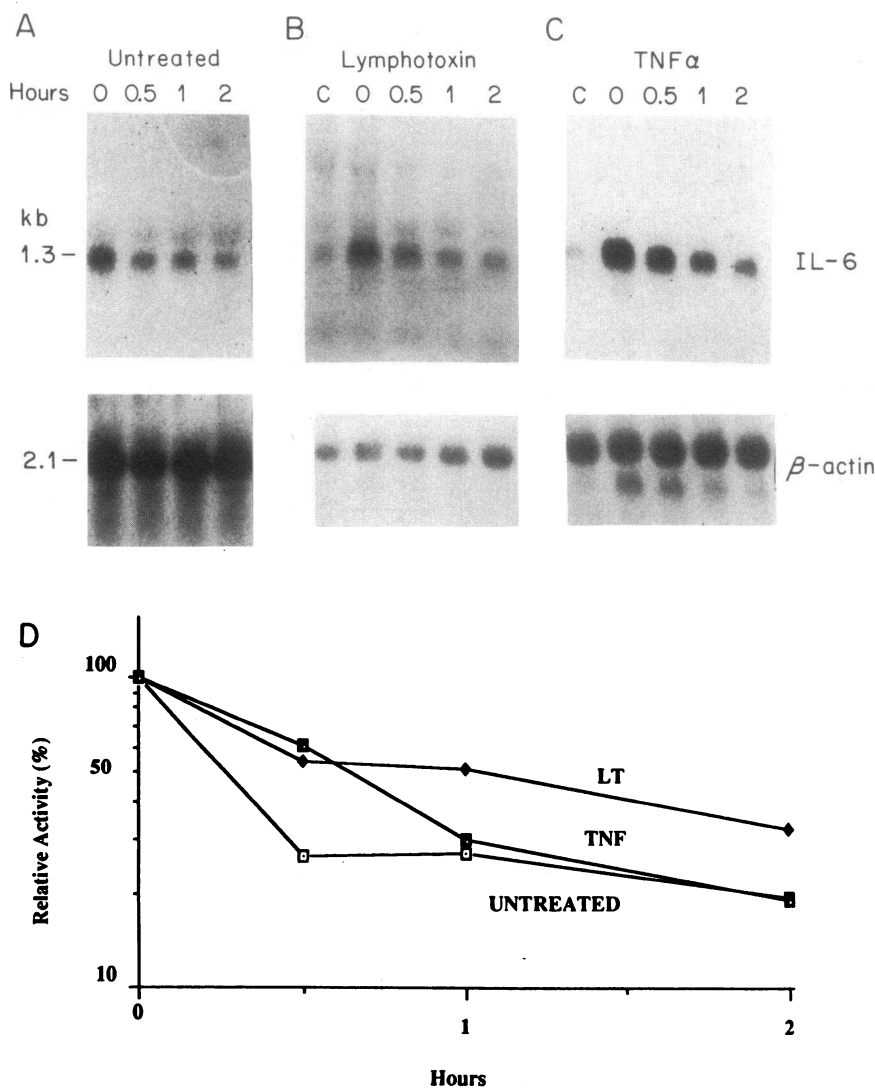 A
Untreated
Hours 0 0.5 1 2
B
Lymphotoxin
C 0 0.5 1 2
C
TNFα
C 0 0.5 1 2
kb
1.3 –
IL-6
2.1 –
β-actin
D
100
50
10
Relative Activity (%)
LT
TNF
UNTREATED
0
1
2
Hours